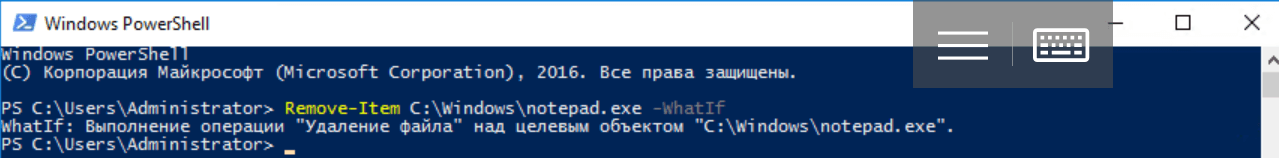 Windows PowerShell
Windows PowerShell
(C) Корпорация Майкрософт (Microsoft Corporation), 2016. Все права защищены.
PS C:\Users\Administrator> Remove-Item C:\Windows\notepad.exe -WhatIf
WhatIf: Выполнение операции "Удаление файла" над целевым объектом "C:\Windows\notepad.exe".
PS C:\Users\Administrator> _